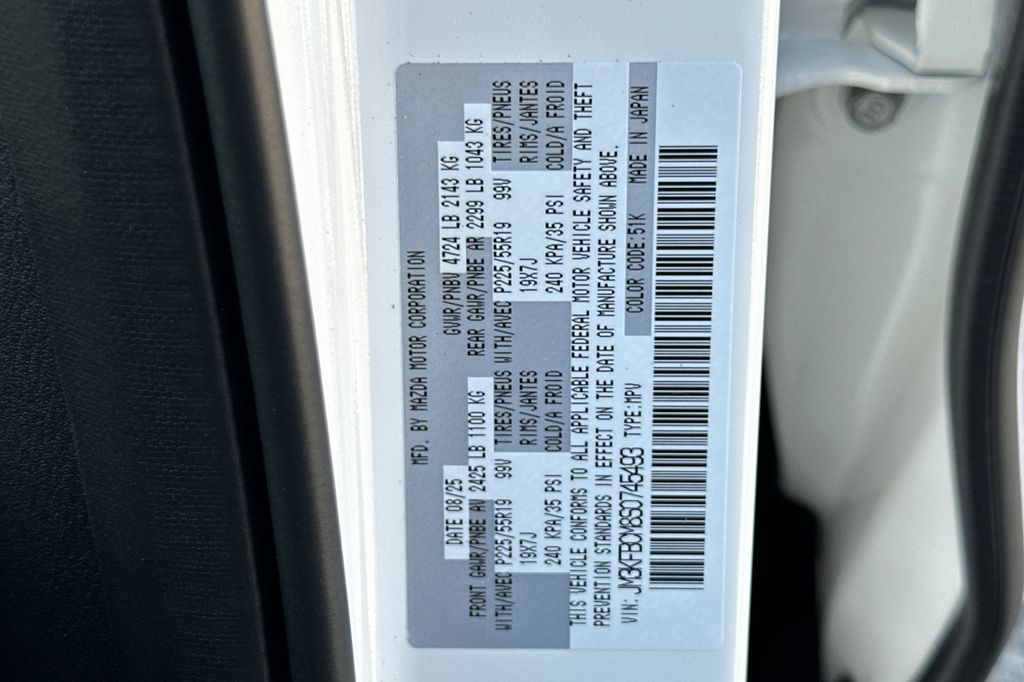 MFD. BY MAZDA MOTOR CORPORATION
DATE 08/25 GVWR/PNBV 4724 LB 2143 KG
FRONT GAWR/PNBE AV 2425 LB 1100 KG REAR GAWR/PNBE AR 2299 LB 1043 KG
WITH/AVEC P225/55R19 99V TIRES/PNEUS WITH/AVEC P225/55R19 99V TIRES/PNEUS
19X7J RIMS/JANTES 19X7J RIMS/JANTES
240 KPA/35 PSI COLD/A FROID 240 KPA/35 PSI COLD/A FROID
THIS VEHICLE CONFORMS TO ALL APPLICABLE FEDERAL MOTOR VEHICLE SAFETY AND THEFT
PREVENTION STANDARDS IN EFFECT ON THE DATE OF MANUFACTURE SHOWN ABOVE.
VIN: JM3KFBCM8S0745493 TYPE:MPV COLOR CODE:51K MADE IN JAPAN